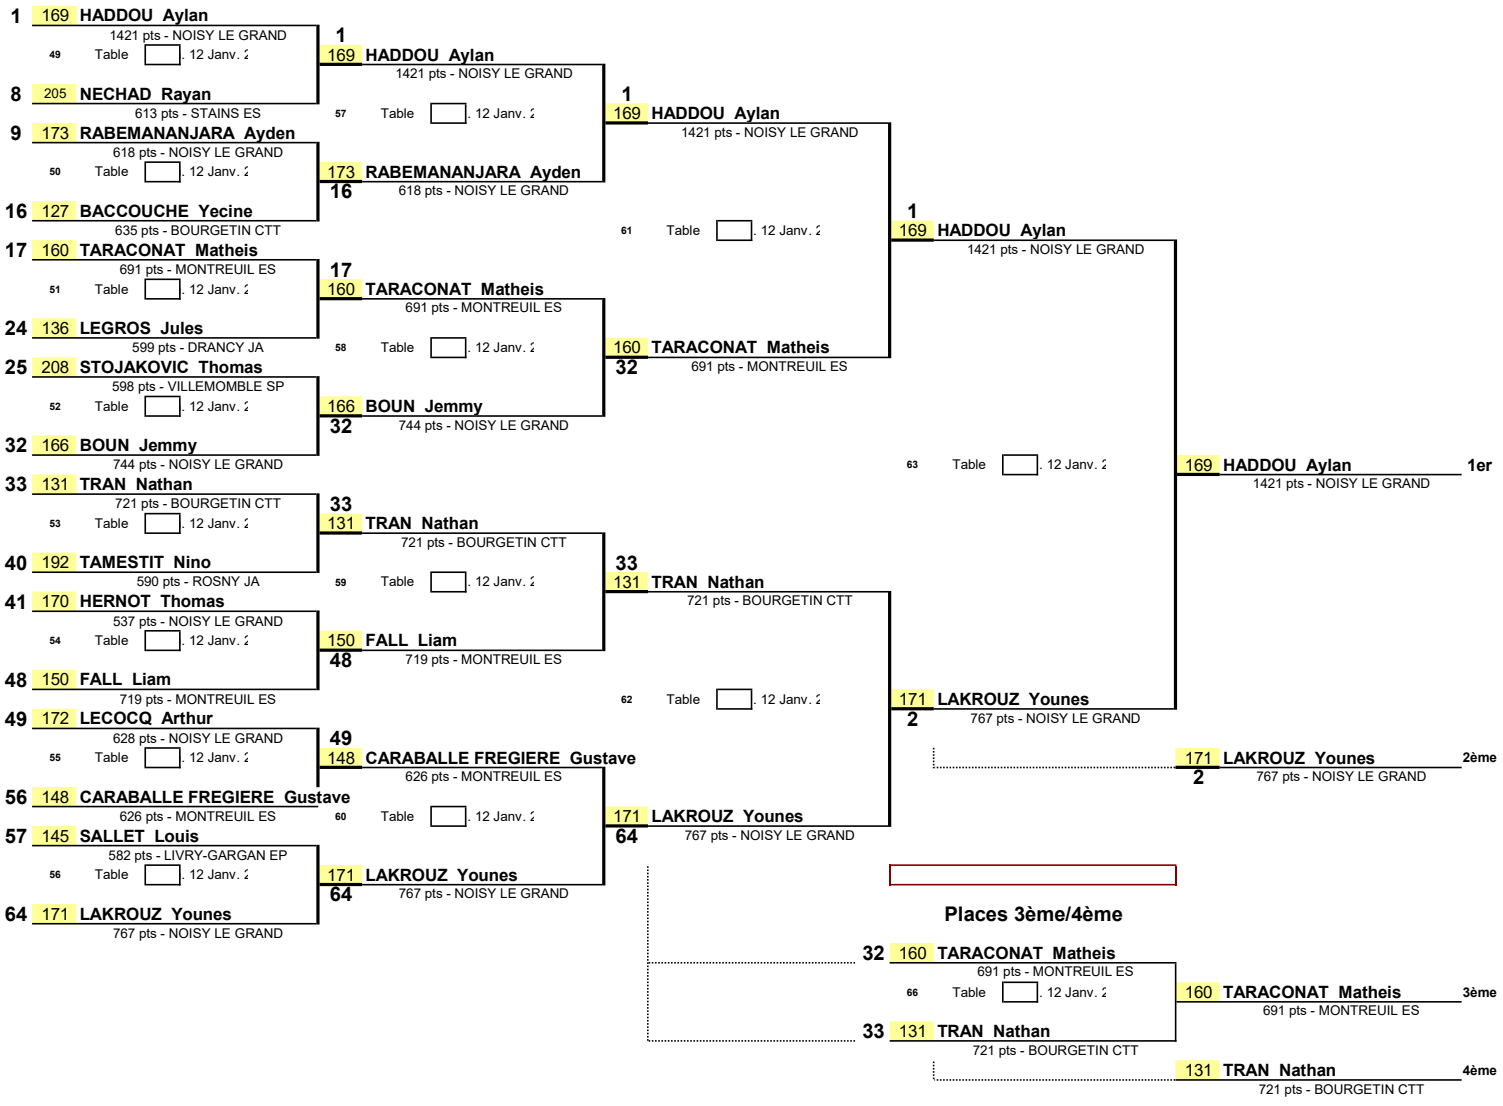 1 169 HADDOU Aylan
1421 pts - NOISY LE GRAND
49 Table . 12 Janv. 2
8 205 NECHAD Rayan
613 pts - STAINS ES
9 173 RABEMANANJARA Ayden
618 pts - NOISY LE GRAND
50 Table . 12 Janv. 2
16 127 BACCOUCHE Yecine
635 pts - BOURGETIN CTT
17 160 TARACONAT Matheis
691 pts - MONTREUIL ES
51 Table . 12 Janv. 2
24 136 LEGROS Jules
599 pts - DRANCY JA
25 208 STOJAKOVIC Thomas
598 pts - VILLEMOMBLE SP
52 Table . 12 Janv. 2
32 166 BOUN Jemmy
744 pts - NOISY LE GRAND
33 131 TRAN Nathan
721 pts - BOURGETIN CTT
53 Table . 12 Janv. 2
40 192 TAMESTIT Nino
590 pts - ROSNY JA
41 170 HERNOT Thomas
537 pts - NOISY LE GRAND
54 Table . 12 Janv. 2
48 150 FALL Liam
719 pts - MONTREUIL ES
49 172 LECOCQ Arthur
628 pts - NOISY LE GRAND
55 Table . 12 Janv. 2
56 148 CARABALLE FREGIERE Gustave
626 pts - MONTREUIL ES
57 145 SALLET Louis
582 pts - LIVRY-GARGAN EP
56 Table . 12 Janv. 2
64 171 LAKROUZ Younes
767 pts - NOISY LE GRAND
1
169 HADDOU Aylan
1421 pts - NOISY LE GRAND
57 Table . 12 Janv. 2
173 RABEMANANJARA Ayden
16
618 pts - NOISY LE GRAND
17
160 TARACONAT Matheis
691 pts - MONTREUIL ES
58 Table . 12 Janv. 2
166 BOUN Jemmy
32
744 pts - NOISY LE GRAND
33
131 TRAN Nathan
721 pts - BOURGETIN CTT
59 Table . 12 Janv. 2
150 FALL Liam
48
719 pts - MONTREUIL ES
49
148 CARABALLE FREGIERE Gustave
626 pts - MONTREUIL ES
60 Table . 12 Janv. 2
171 LAKROUZ Younes
64
767 pts - NOISY LE GRAND
1
169 HADDOU Aylan
1421 pts - NOISY LE GRAND
61 Table . 12 Janv. 2
160 TARACONAT Matheis
32
691 pts - MONTREUIL ES
33
131 TRAN Nathan
721 pts - BOURGETIN CTT
62 Table . 12 Janv. 2
171 LAKROUZ Younes
64
767 pts - NOISY LE GRAND
1
169 HADDOU Aylan
1421 pts - NOISY LE GRAND
63 Table . 12 Janv. 2
171 LAKROUZ Younes
2
767 pts - NOISY LE GRAND
169 HADDOU Aylan 1er
1421 pts - NOISY LE GRAND
171 LAKROUZ Younes 2ème
2
767 pts - NOISY LE GRAND
Places 3ème/4ème
32 160 TARACONAT Matheis
691 pts - MONTREUIL ES
66 Table . 12 Janv. 2
33 131 TRAN Nathan
721 pts - BOURGETIN CTT
160 TARACONAT Matheis 3ème
691 pts - MONTREUIL ES
131 TRAN Nathan 4ème
721 pts - BOURGETIN CTT